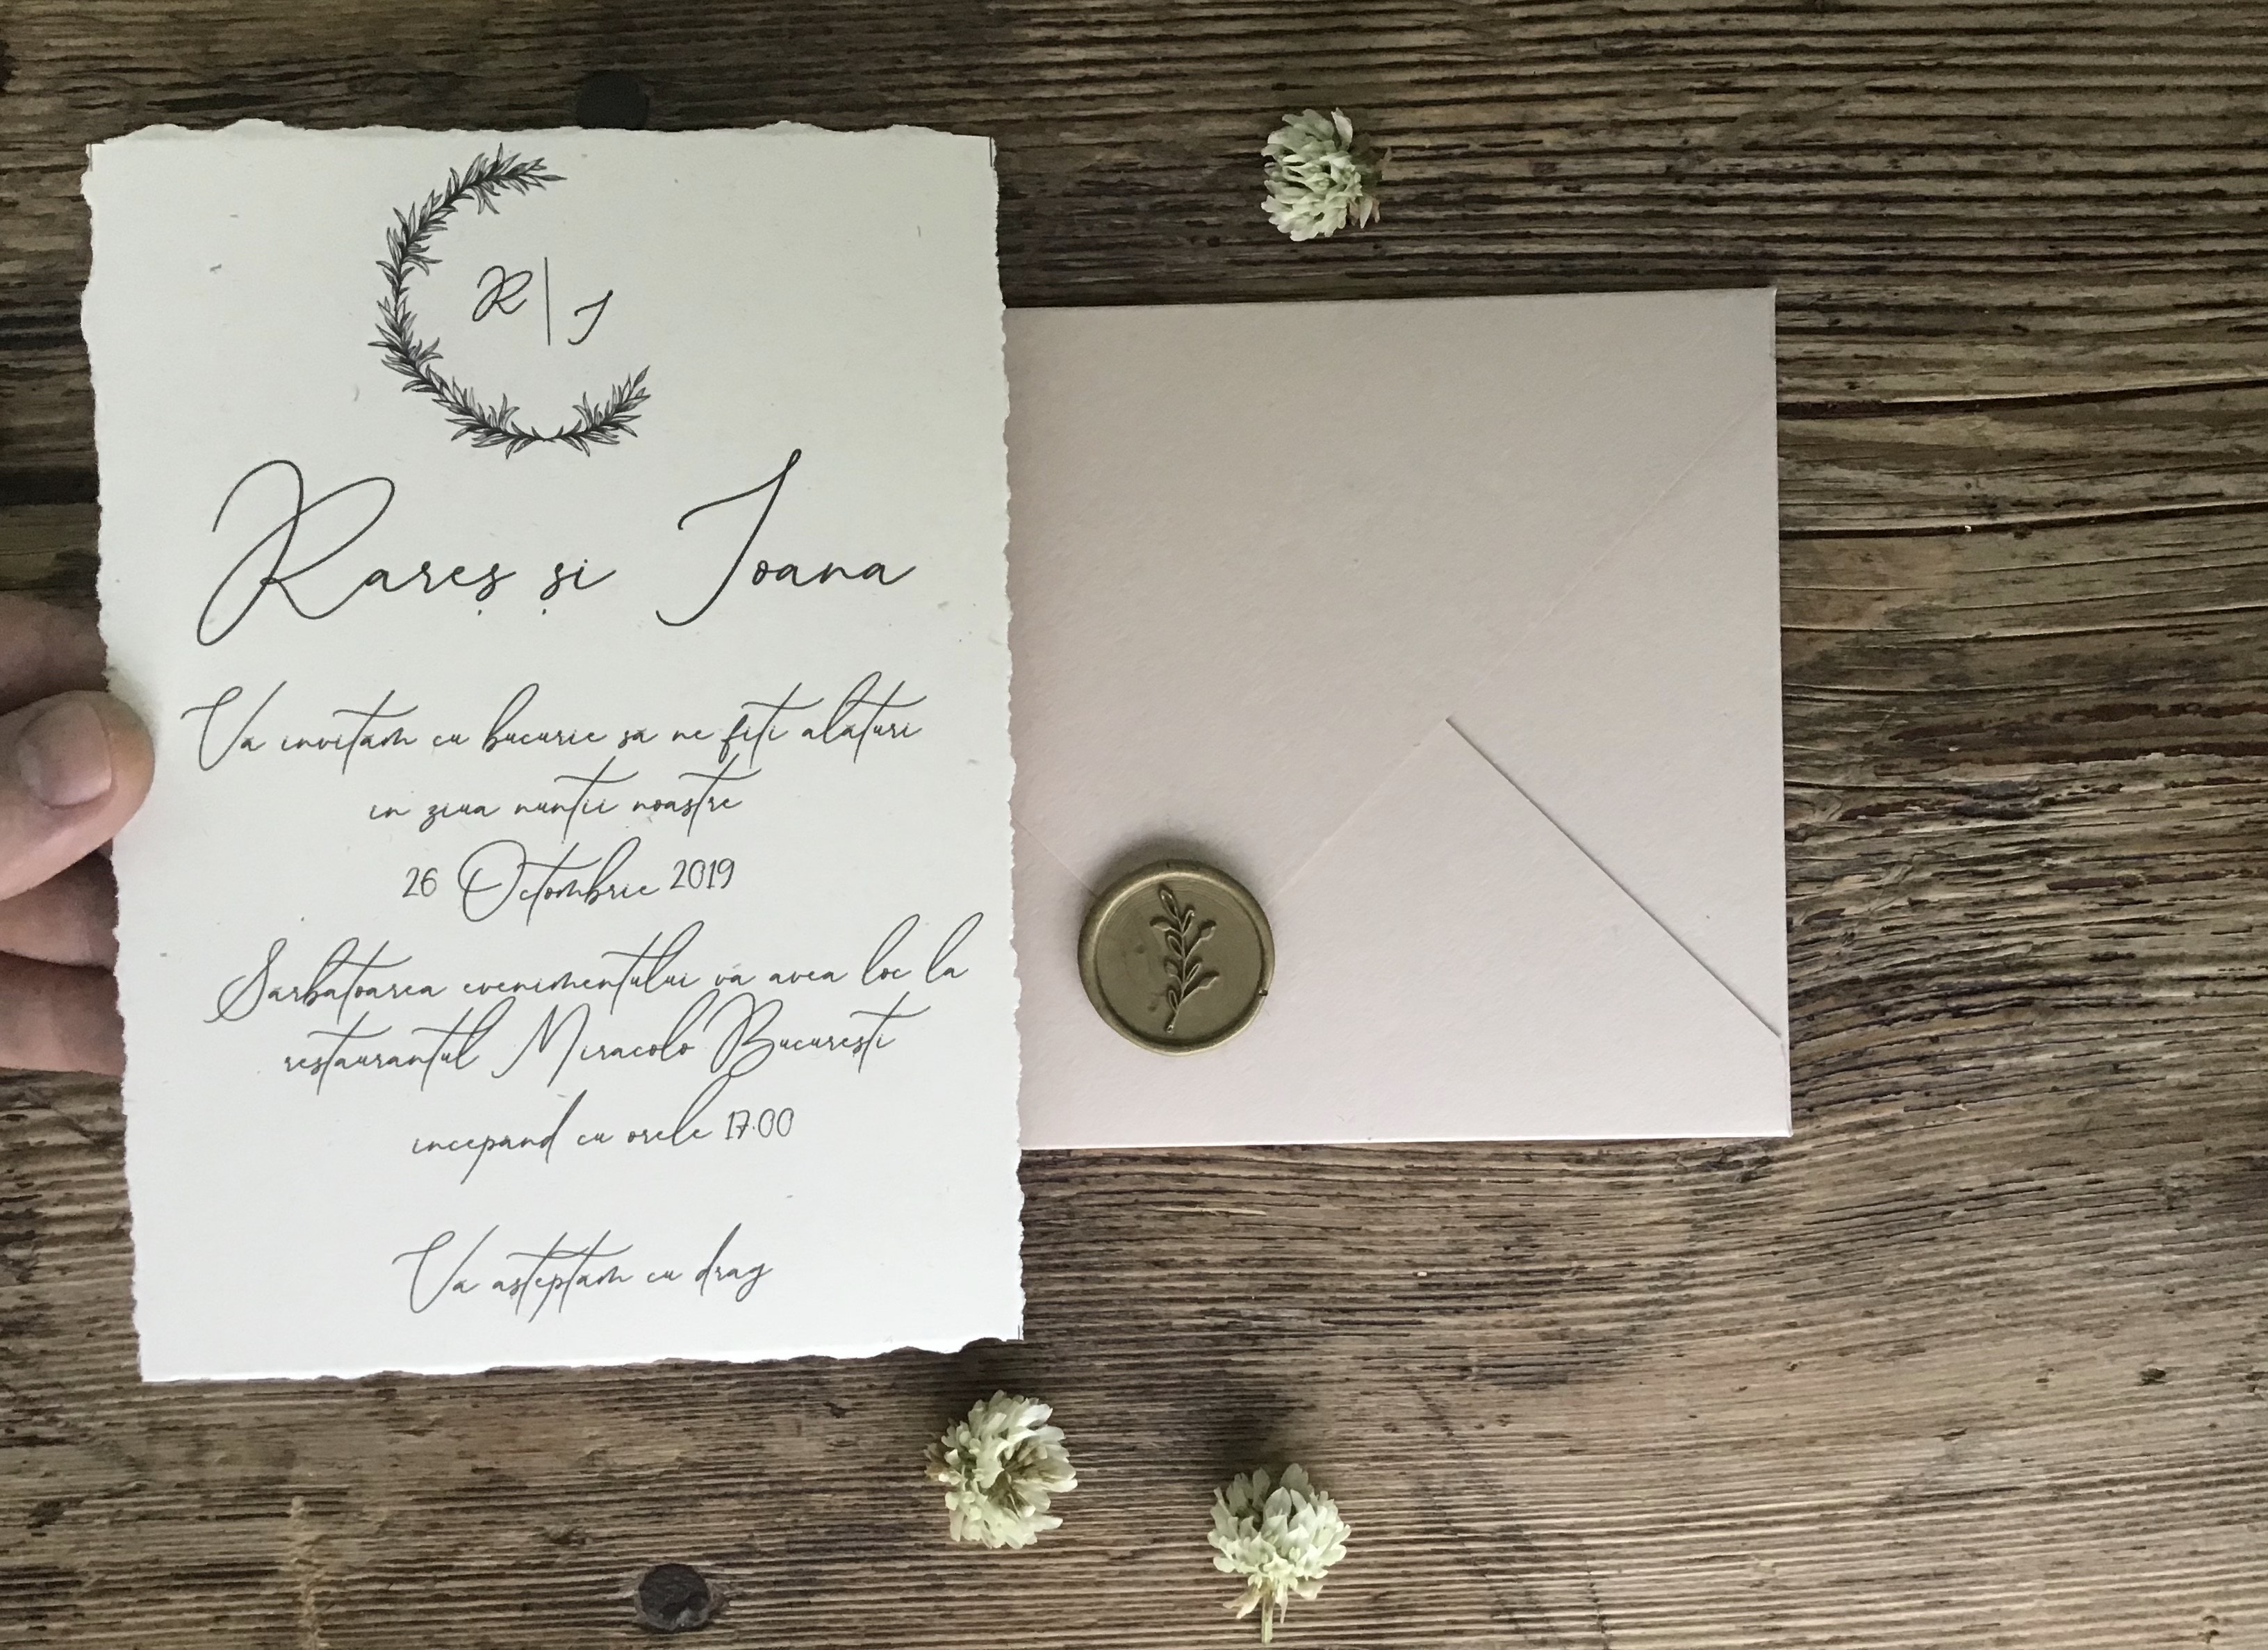 R | I
Rareș și Ioana
Va invitam cu bucurie sa ne fiti alaturi
in ziua nuntii noastre
26 Octombrie 2019
Sarbatoarea evenimentului va avea loc la
restaurantul Miracolo Bucuresti
incepand cu orele 17:00
Va asteptam cu drag